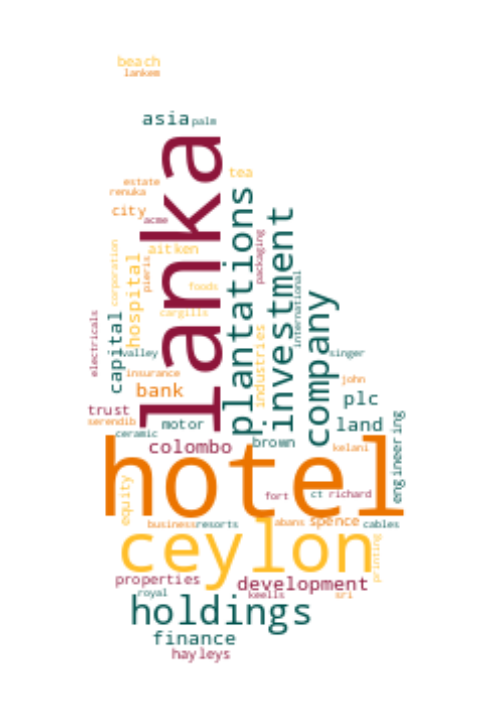 beach
lankem
asia
palm
lanka
tea
estate
renuka
plantations
city
acme
investment
packaging
aitken
corporation
hospital
pieris
international
foods
company
cargills
electricals
capital
industries
valley
singer
insurance
john
bank
plc
trust
serendib
motor
land
ceramic
engineering
colombo
brown
kelani
hotel
equity
fort
ct
richard
business
resorts
abans
spence
cables
ceylon
printing
properties
development
royal
keells
sri
holdings
finance
hayleys